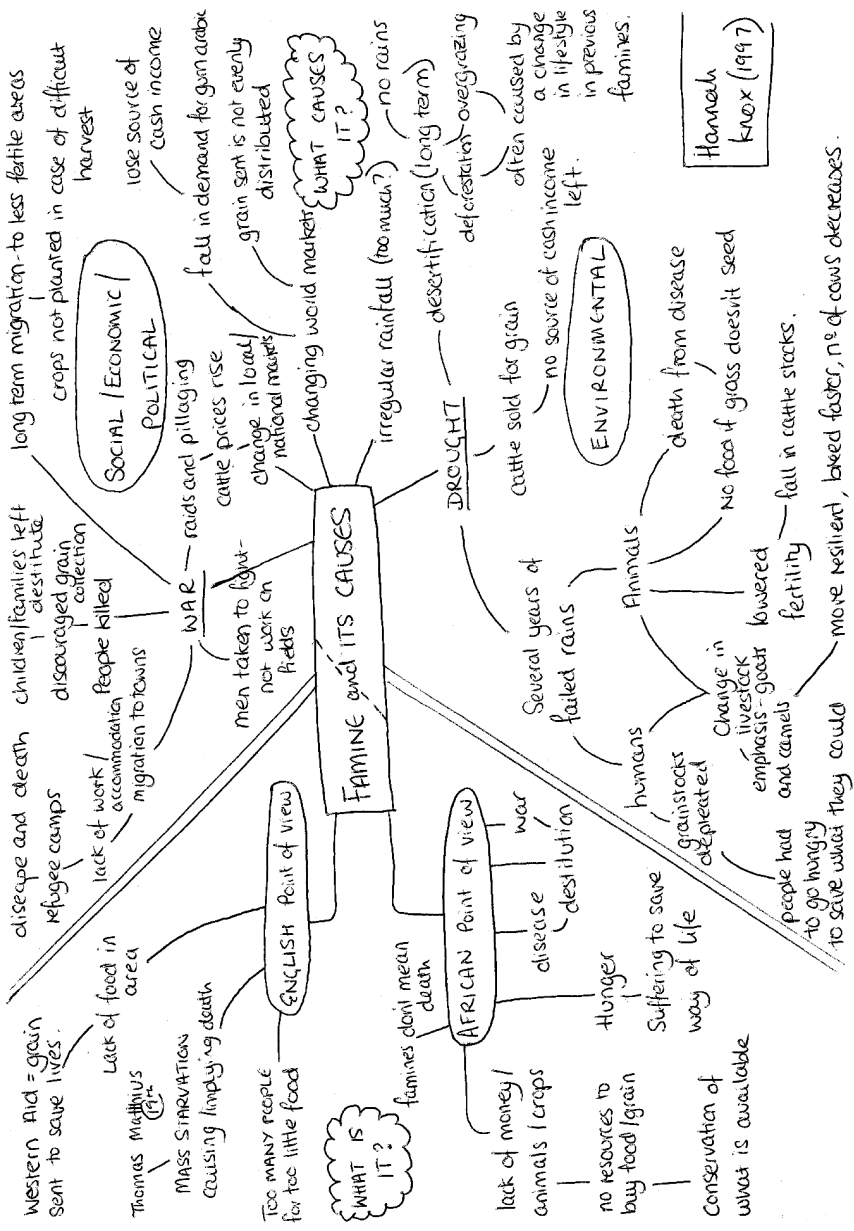 Western Aid = grain
sent to save lives.
Lack of food in
area
Thomas Malthius
19th
MASS STARVATION
causing/implying death
TOO MANY PEOPLE
for too little food
ENGLISH Point of View
WHAT IS
IT?
famines don't mean
death
AFRICAN Point of View
war
destitution
disease
Hunger
Suffering to save
way of life
lack of money/
animals/crops
no resources to
buy food/grain
conservation of
what is available
FAMINE and ITS CAUSES
disease and death
refugee camps
lack of work/
accommodation
migration to towns
children/families left
destitute
discouraged grain
collection
People killed
WAR
raids and pillaging
men taken to fight-
not work on
fields
long term migration - to less fertile areas
crops not planted in case of difficult
harvest
SOCIAL/ECONOMIC/
POLITICAL
cattle prices rise
change in local/
national markets
lose source of
cash income
fall in demand for gum arabic
grain sent is not evenly
distributed
changing world markets
WHAT CAUSES
IT?
irregular rainfall (too much?)
no rains
desertification (long term)
deforestation
overgrazing
often caused by
a change
in lifestyle
in previous
famines.
DROUGHT
cattle sold for grain
no source of cash income
left.
ENVIRONMENTAL
Several years of
failed rains
humans
grainstocks
depleated
people had
to go hungry
to save what they could
Animals
death from disease
No food if grass doesn't seed
lowered
fertility
fall in cattle stocks.
Change in
livestock
emphasis - goats
and camels
more resilient, breed faster, nº of cows decreases.
Hannah
Knox (1997)